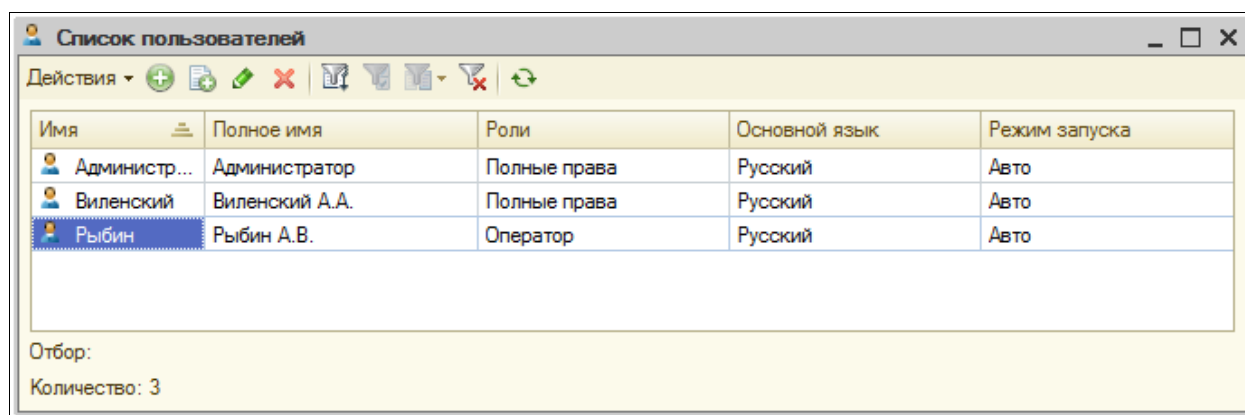 Список пользователей
Действия
Имя Полное имя Роли Основной язык Режим запуска
Администр... Администратор Полные права Русский Авто
Виленский Виленский А.А. Полные права Русский Авто
Рыбин Рыбин А.В. Оператор Русский Авто
Отбор:
Количество: 3